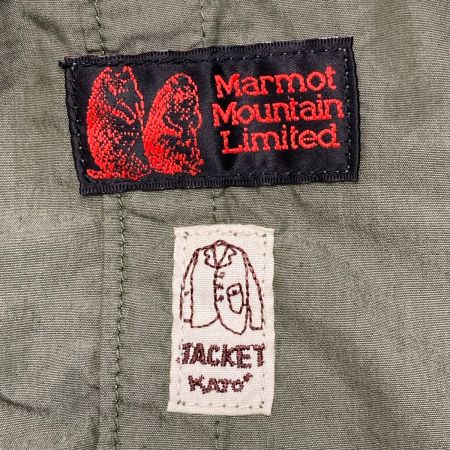 Marmot
Mountain
Limited
JACKET
KATO'